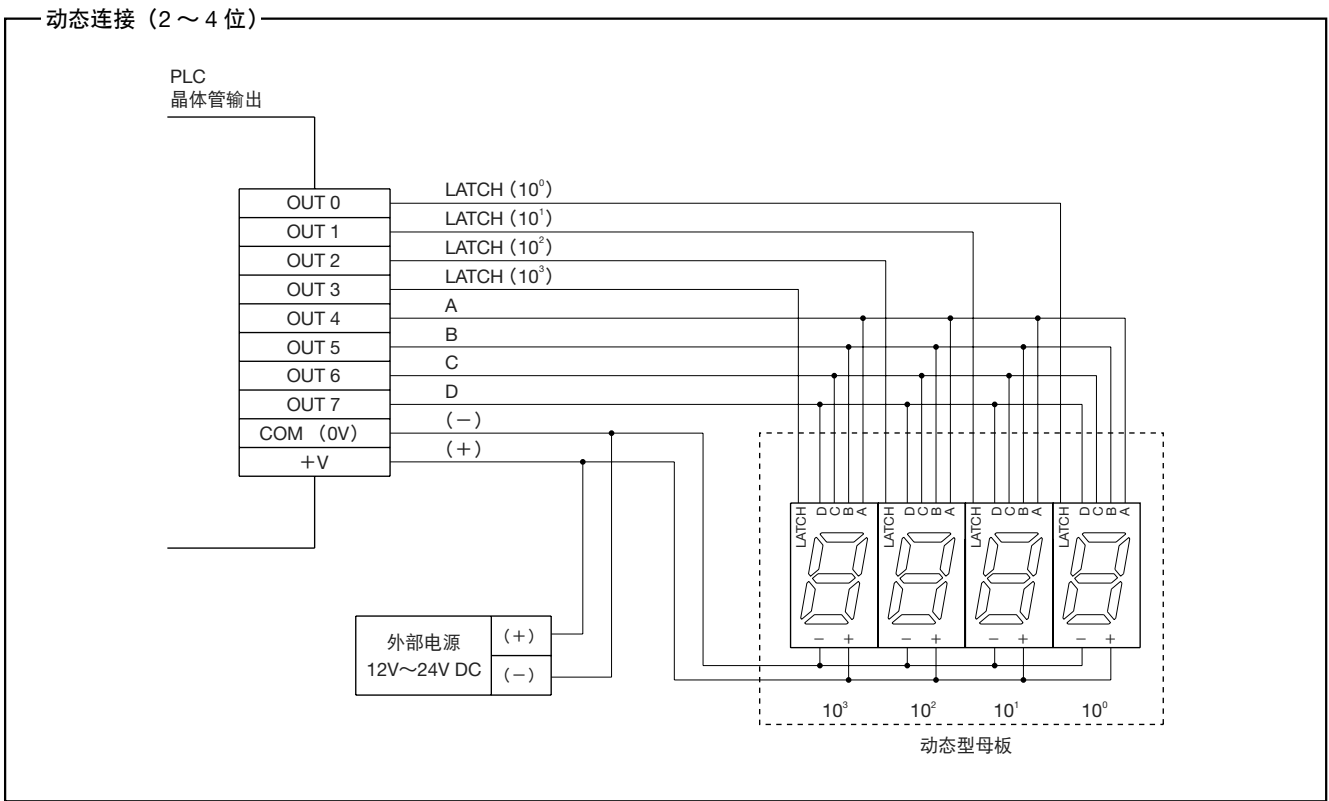 动态连接（2～4 位）
PLC
晶体管输出
OUT 0
LATCH（10⁰）
OUT 1
LATCH（10¹）
OUT 2
LATCH（10²）
OUT 3
LATCH（10³）
OUT 4
A
OUT 5
B
OUT 6
C
OUT 7
D
COM （0V）
（－）
＋V
（＋）
LATCH D C B A
LATCH D C B A
LATCH D C B A
LATCH D C B A
－ ＋
－ ＋
－ ＋
－ ＋
外部电源
12V～24V DC
（＋）
（－）
10³ 10² 10¹ 10⁰
动态型母板